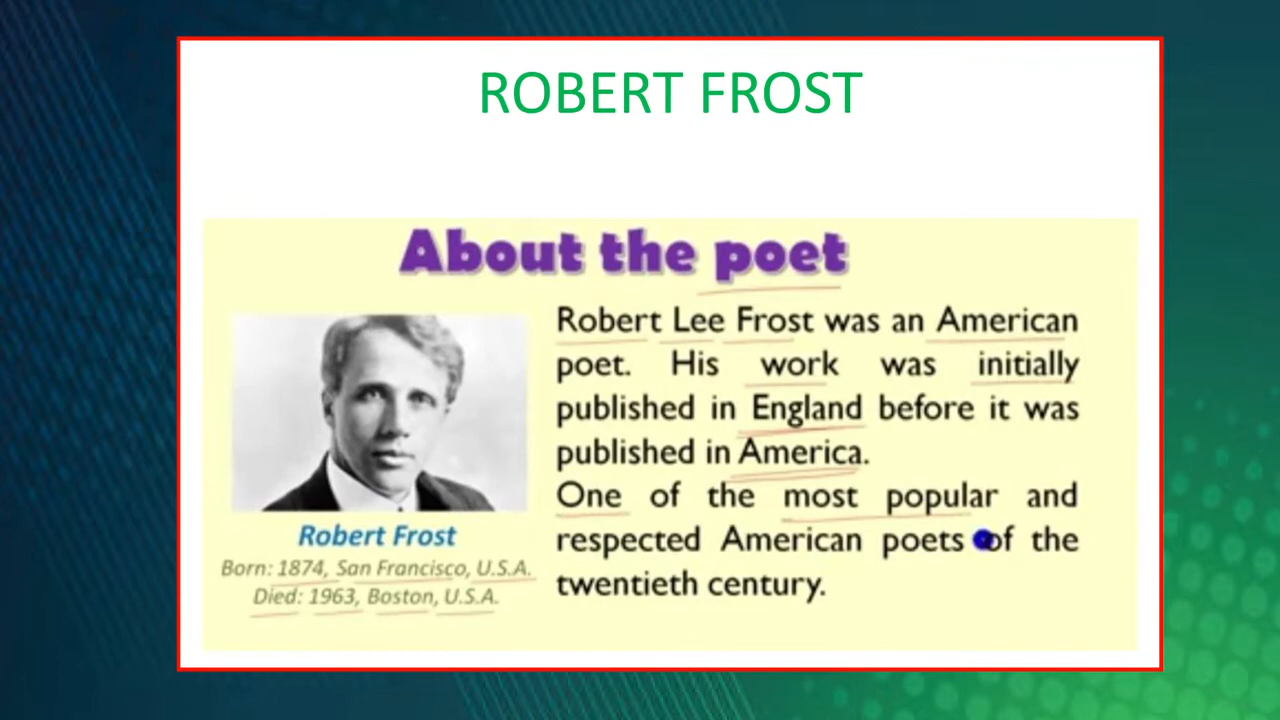 ROBERT FROST
About the poet
Robert Lee Frost was an American
poet. His work was initially
published in England before it was
published in America.
One of the most popular and
respected American poets of the
twentieth century.
Robert Frost
Born: 1874, San Francisco, U.S.A.
Died: 1963, Boston, U.S.A.